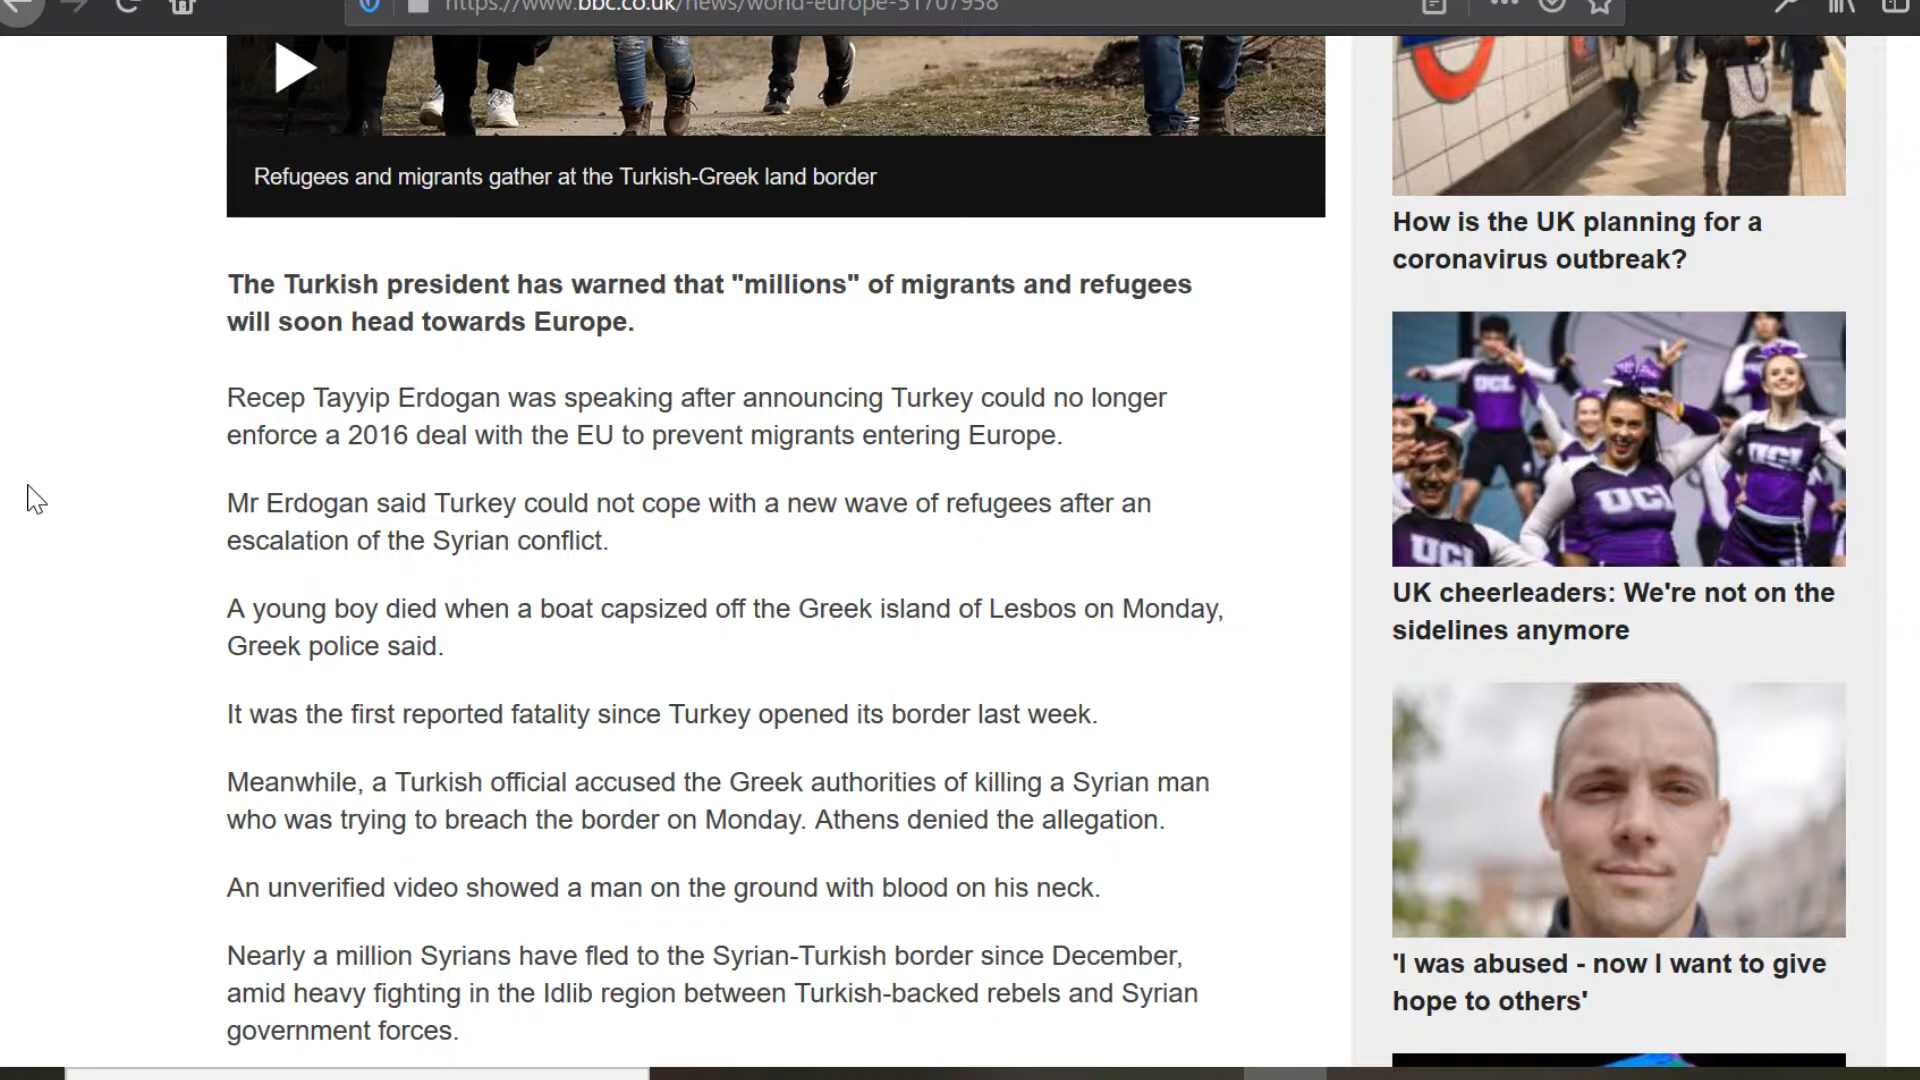 https://www.bbc.co.uk/news/world-europe-51707958
Refugees and migrants gather at the Turkish-Greek land border
The Turkish president has warned that "millions" of migrants and refugees
will soon head towards Europe.
Recep Tayyip Erdogan was speaking after announcing Turkey could no longer
enforce a 2016 deal with the EU to prevent migrants entering Europe.
Mr Erdogan said Turkey could not cope with a new wave of refugees after an
escalation of the Syrian conflict.
A young boy died when a boat capsized off the Greek island of Lesbos on Monday,
Greek police said.
It was the first reported fatality since Turkey opened its border last week.
Meanwhile, a Turkish official accused the Greek authorities of killing a Syrian man
who was trying to breach the border on Monday. Athens denied the allegation.
An unverified video showed a man on the ground with blood on his neck.
Nearly a million Syrians have fled to the Syrian-Turkish border since December,
amid heavy fighting in the Idlib region between Turkish-backed rebels and Syrian
government forces.
How is the UK planning for a
coronavirus outbreak?
UCL
UCL
UCL
UCL
UK cheerleaders: We're not on the
sidelines anymore
'I was abused - now I want to give
hope to others'